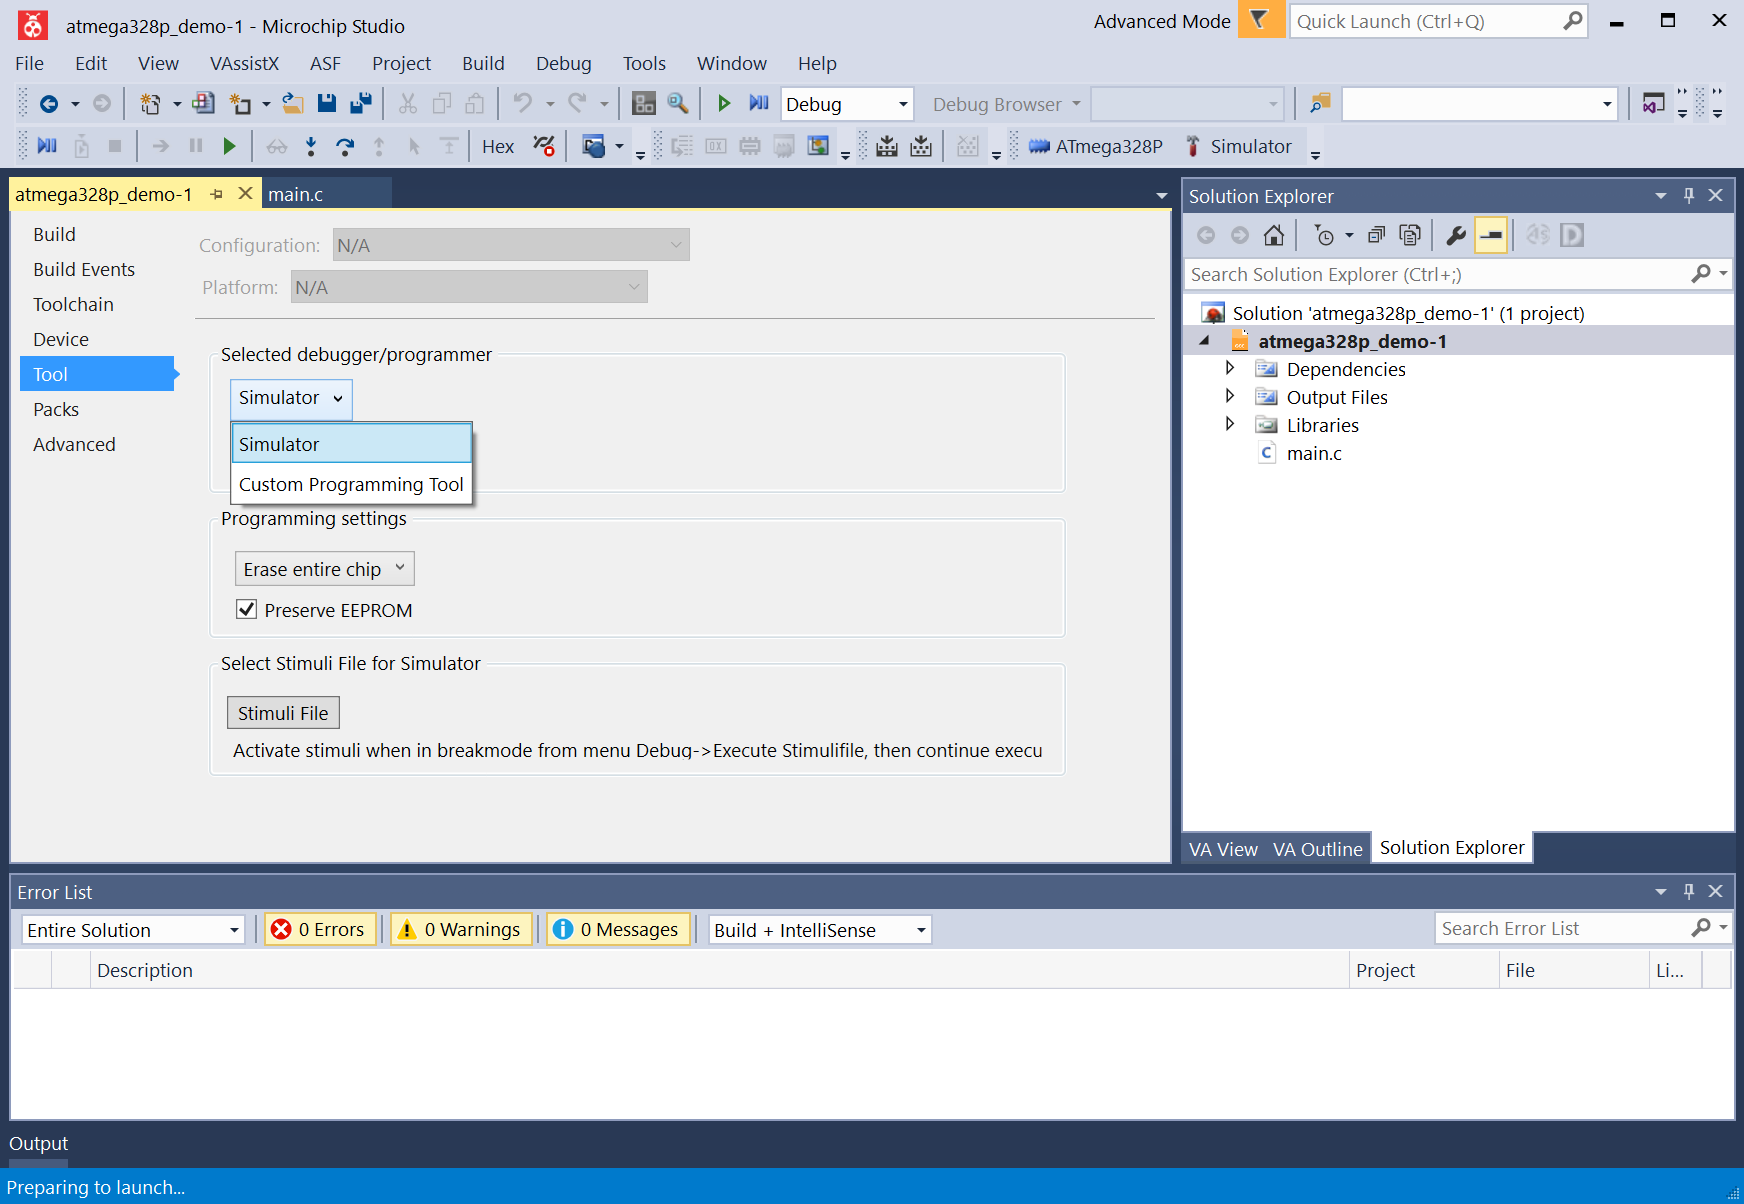 atmega328p_demo-1 - Microchip Studio
Advanced Mode
Quick Launch (Ctrl+Q)
File Edit View VAssistX ASF Project Build Debug Tools Window Help
Debug
Debug Browser
Hex
ATmega328P
Simulator
atmega328p_demo-1
main.c
Build
Build Events
Toolchain
Device
Tool
Packs
Advanced
Configuration: N/A
Platform: N/A
Selected debugger/programmer
Simulator
Simulator
Custom Programming Tool
Programming settings
Erase entire chip
Preserve EEPROM
Select Stimuli File for Simulator
Stimuli File
Activate stimuli when in breakmode from menu Debug->Execute Stimulifile, then continue execu
Solution Explorer
Search Solution Explorer (Ctrl+;)
Solution 'atmega328p_demo-1' (1 project)
atmega328p_demo-1
Dependencies
Output Files
Libraries
main.c
VA View VA Outline Solution Explorer
Error List
Entire Solution
0 Errors
0 Warnings
0 Messages
Build + IntelliSense
Search Error List
Description Project File Li...
Output
Preparing to launch...